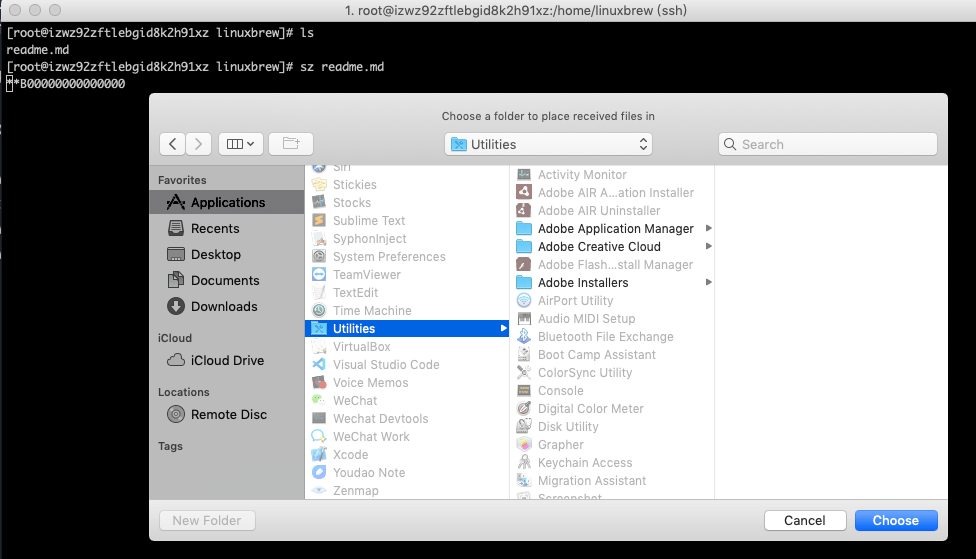 1. root@izwz92zftlebgid8k2h91xz:/home/linuxbrew (ssh)
[root@izwz92zftlebgid8k2h91xz linuxbrew]# ls
readme.md
[root@izwz92zftlebgid8k2h91xz linuxbrew]# sz readme.md
**B00000000000000
Choose a folder to place received files in
Utilities
Search
Favorites
Applications
Recents
Desktop
Documents
Downloads
iCloud
iCloud Drive
Locations
Remote Disc
Tags
Siri
Stickies
Stocks
Sublime Text
SyphonInject
System Preferences
TeamViewer
TextEdit
Time Machine
Utilities
VirtualBox
Visual Studio Code
Voice Memos
WeChat
Wechat Devtools
WeChat Work
Xcode
Youdao Note
Zenmap
Activity Monitor
Adobe AIR A...ation Installer
Adobe AIR Uninstaller
Adobe Application Manager
Adobe Creative Cloud
Adobe Flash...stall Manager
Adobe Installers
AirPort Utility
Audio MIDI Setup
Bluetooth File Exchange
Boot Camp Assistant
ColorSync Utility
Console
Digital Color Meter
Disk Utility
Grapher
Keychain Access
Migration Assistant
Screenshot
New Folder
Cancel
Choose